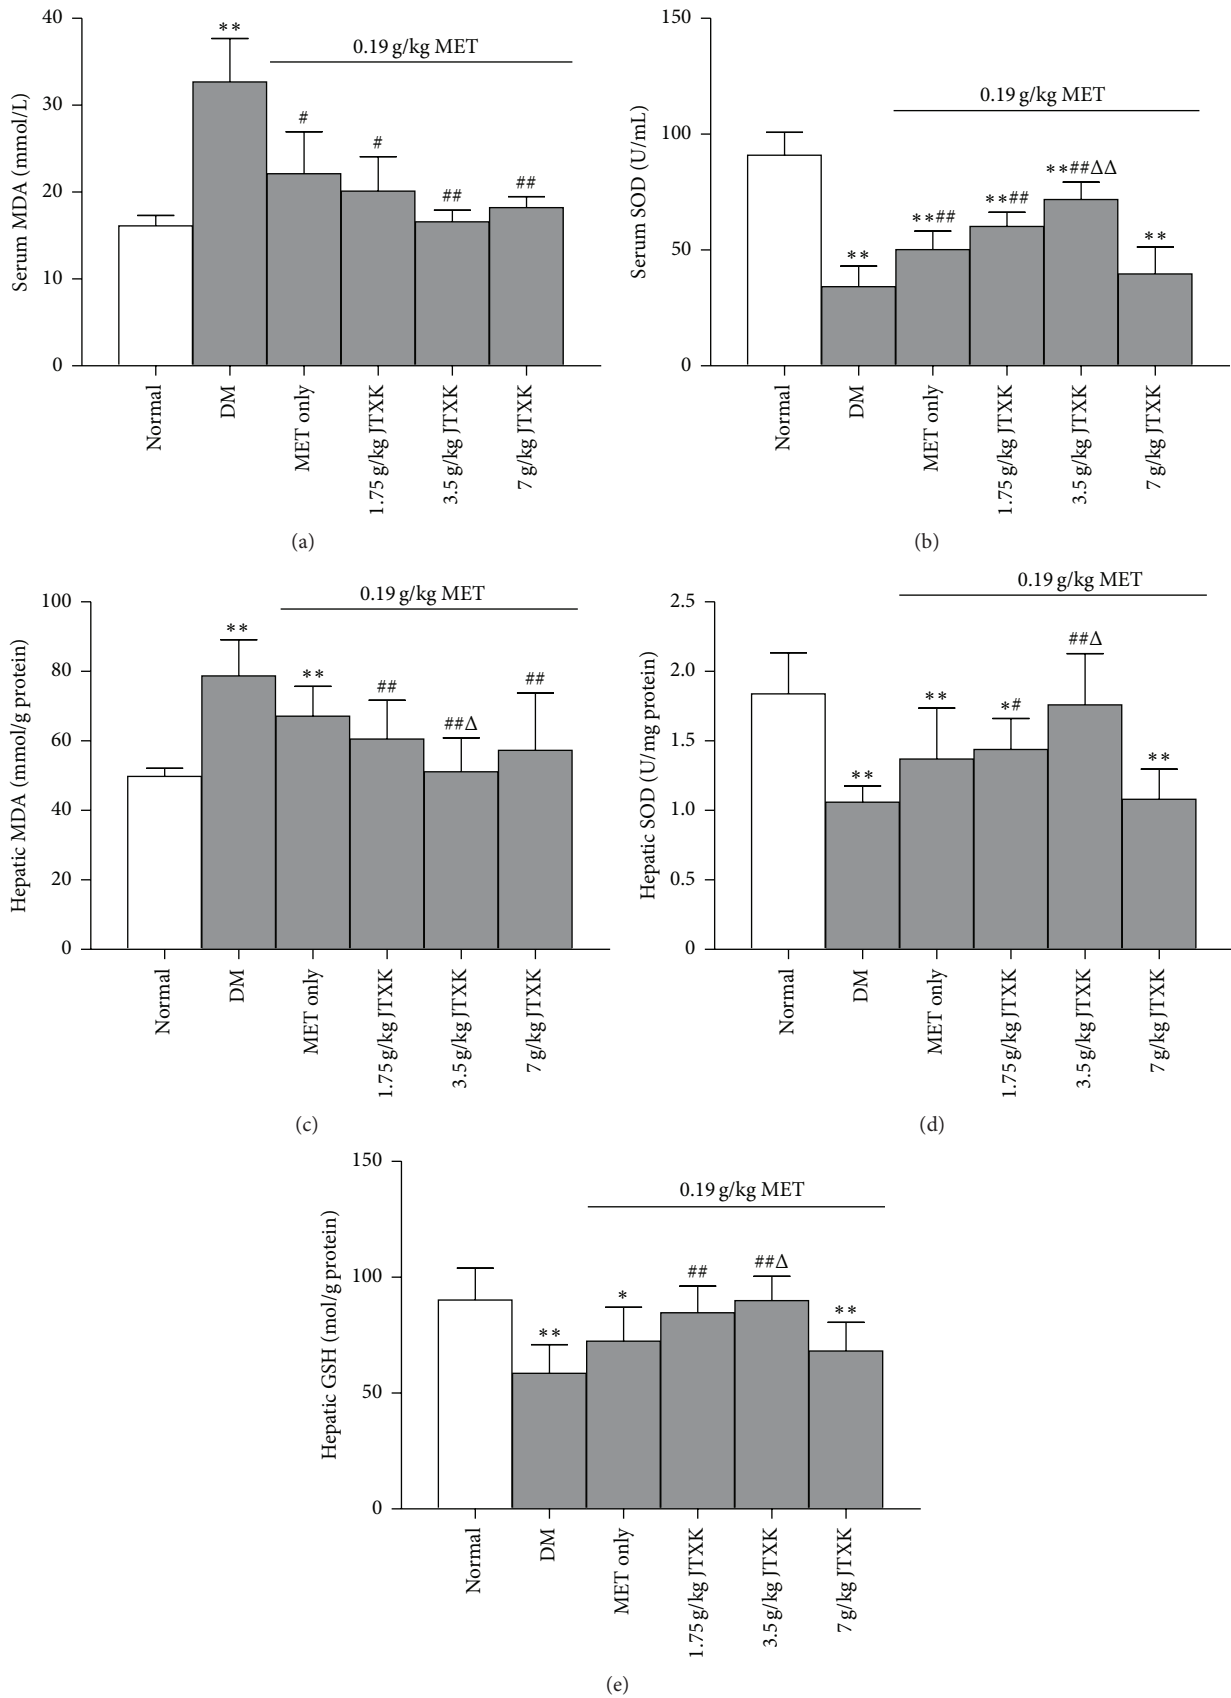 40
30
20
10
0
Serum MDA (mmol/L)
**
#
#
##
##
0.19 g/kg MET
Normal
DM
MET only
1.75 g/kg JTXK
3.5 g/kg JTXK
7 g/kg JTXK
(a)
150
100
50
0
Serum SOD (U/mL)
**
**##
**##
**##ΔΔ
**
0.19 g/kg MET
Normal
DM
MET only
1.75 g/kg JTXK
3.5 g/kg JTXK
7 g/kg JTXK
(b)
100
80
60
40
20
0
Hepatic MDA (mmol/g protein)
**
**
##
##Δ
##
0.19 g/kg MET
Normal
DM
MET only
1.75 g/kg JTXK
3.5 g/kg JTXK
7 g/kg JTXK
(c)
2.5
2.0
1.5
1.0
0.5
0
Hepatic SOD (U/mg protein)
**
**
*#
##Δ
**
0.19 g/kg MET
Normal
DM
MET only
1.75 g/kg JTXK
3.5 g/kg JTXK
7 g/kg JTXK
(d)
150
100
50
0
Hepatic GSH (mol/g protein)
**
*
##
##Δ
**
0.19 g/kg MET
Normal
DM
MET only
1.75 g/kg JTXK
3.5 g/kg JTXK
7 g/kg JTXK
(e)